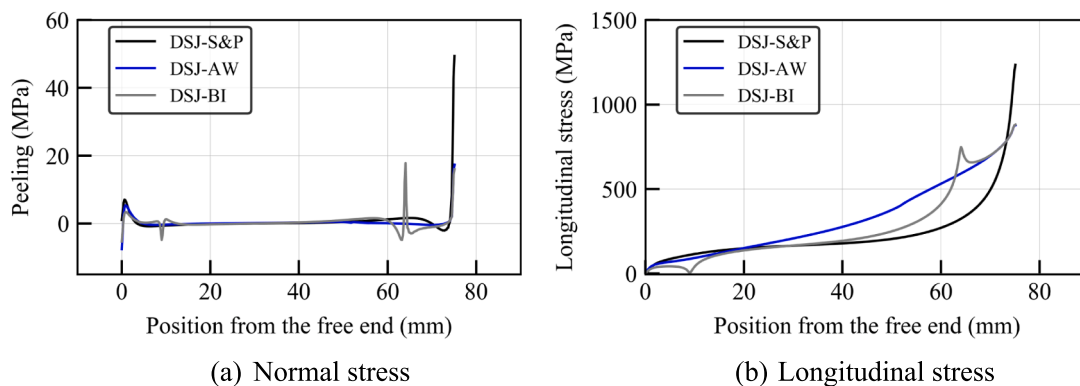 60
40
20
0
Peeling (MPa)
DSJ-S&P
DSJ-AW
DSJ-BI
0 20 40 60 80
Position from the free end (mm)
(a) Normal stress
1500
1000
500
0
Longitudinal stress (MPa)
DSJ-S&P
DSJ-AW
DSJ-BI
0 20 40 60 80
Position from the free end (mm)
(b) Longitudinal stress